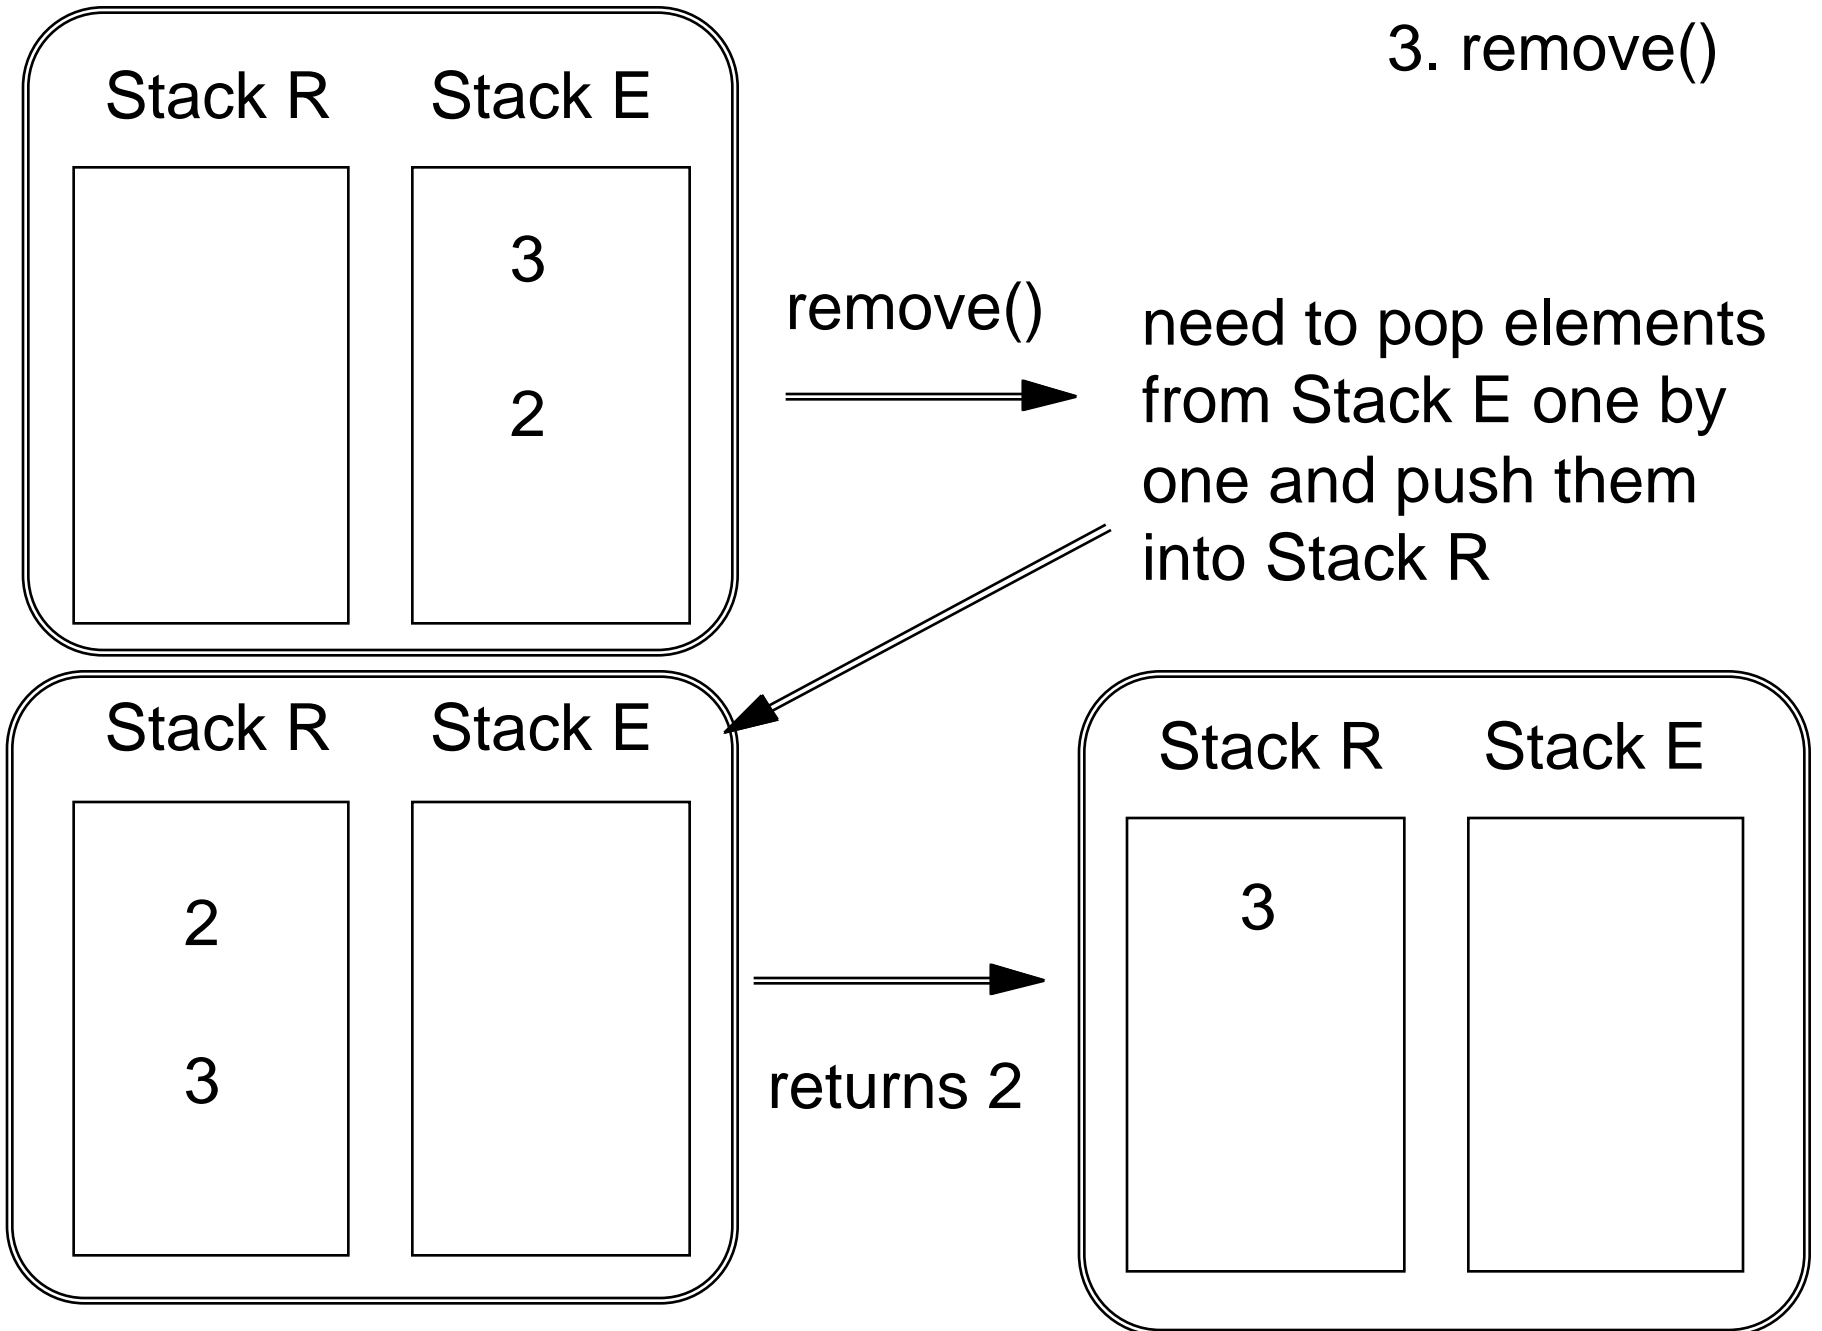 3. remove()
Stack R Stack E
3
2
remove()
need to pop elements
from Stack E one by
one and push them
into Stack R
Stack R Stack E
2
3
returns 2
Stack R Stack E
3